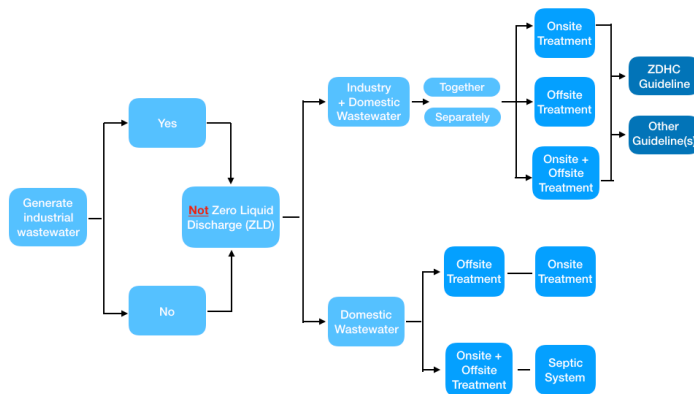 Generate
industrial
wastewater
Yes
No
Not Zero Liquid
Discharge (ZLD)
Industry
+ Domestic
Wastewater
Together
Separately
Onsite
Treatment
Offsite
Treatment
Onsite +
Offsite
Treatment
ZDHC
Guideline
Other
Guideline(s)
Domestic
Wastewater
Offsite
Treatment
Onsite
Treatment
Onsite +
Offsite
Treatment
Septic
System